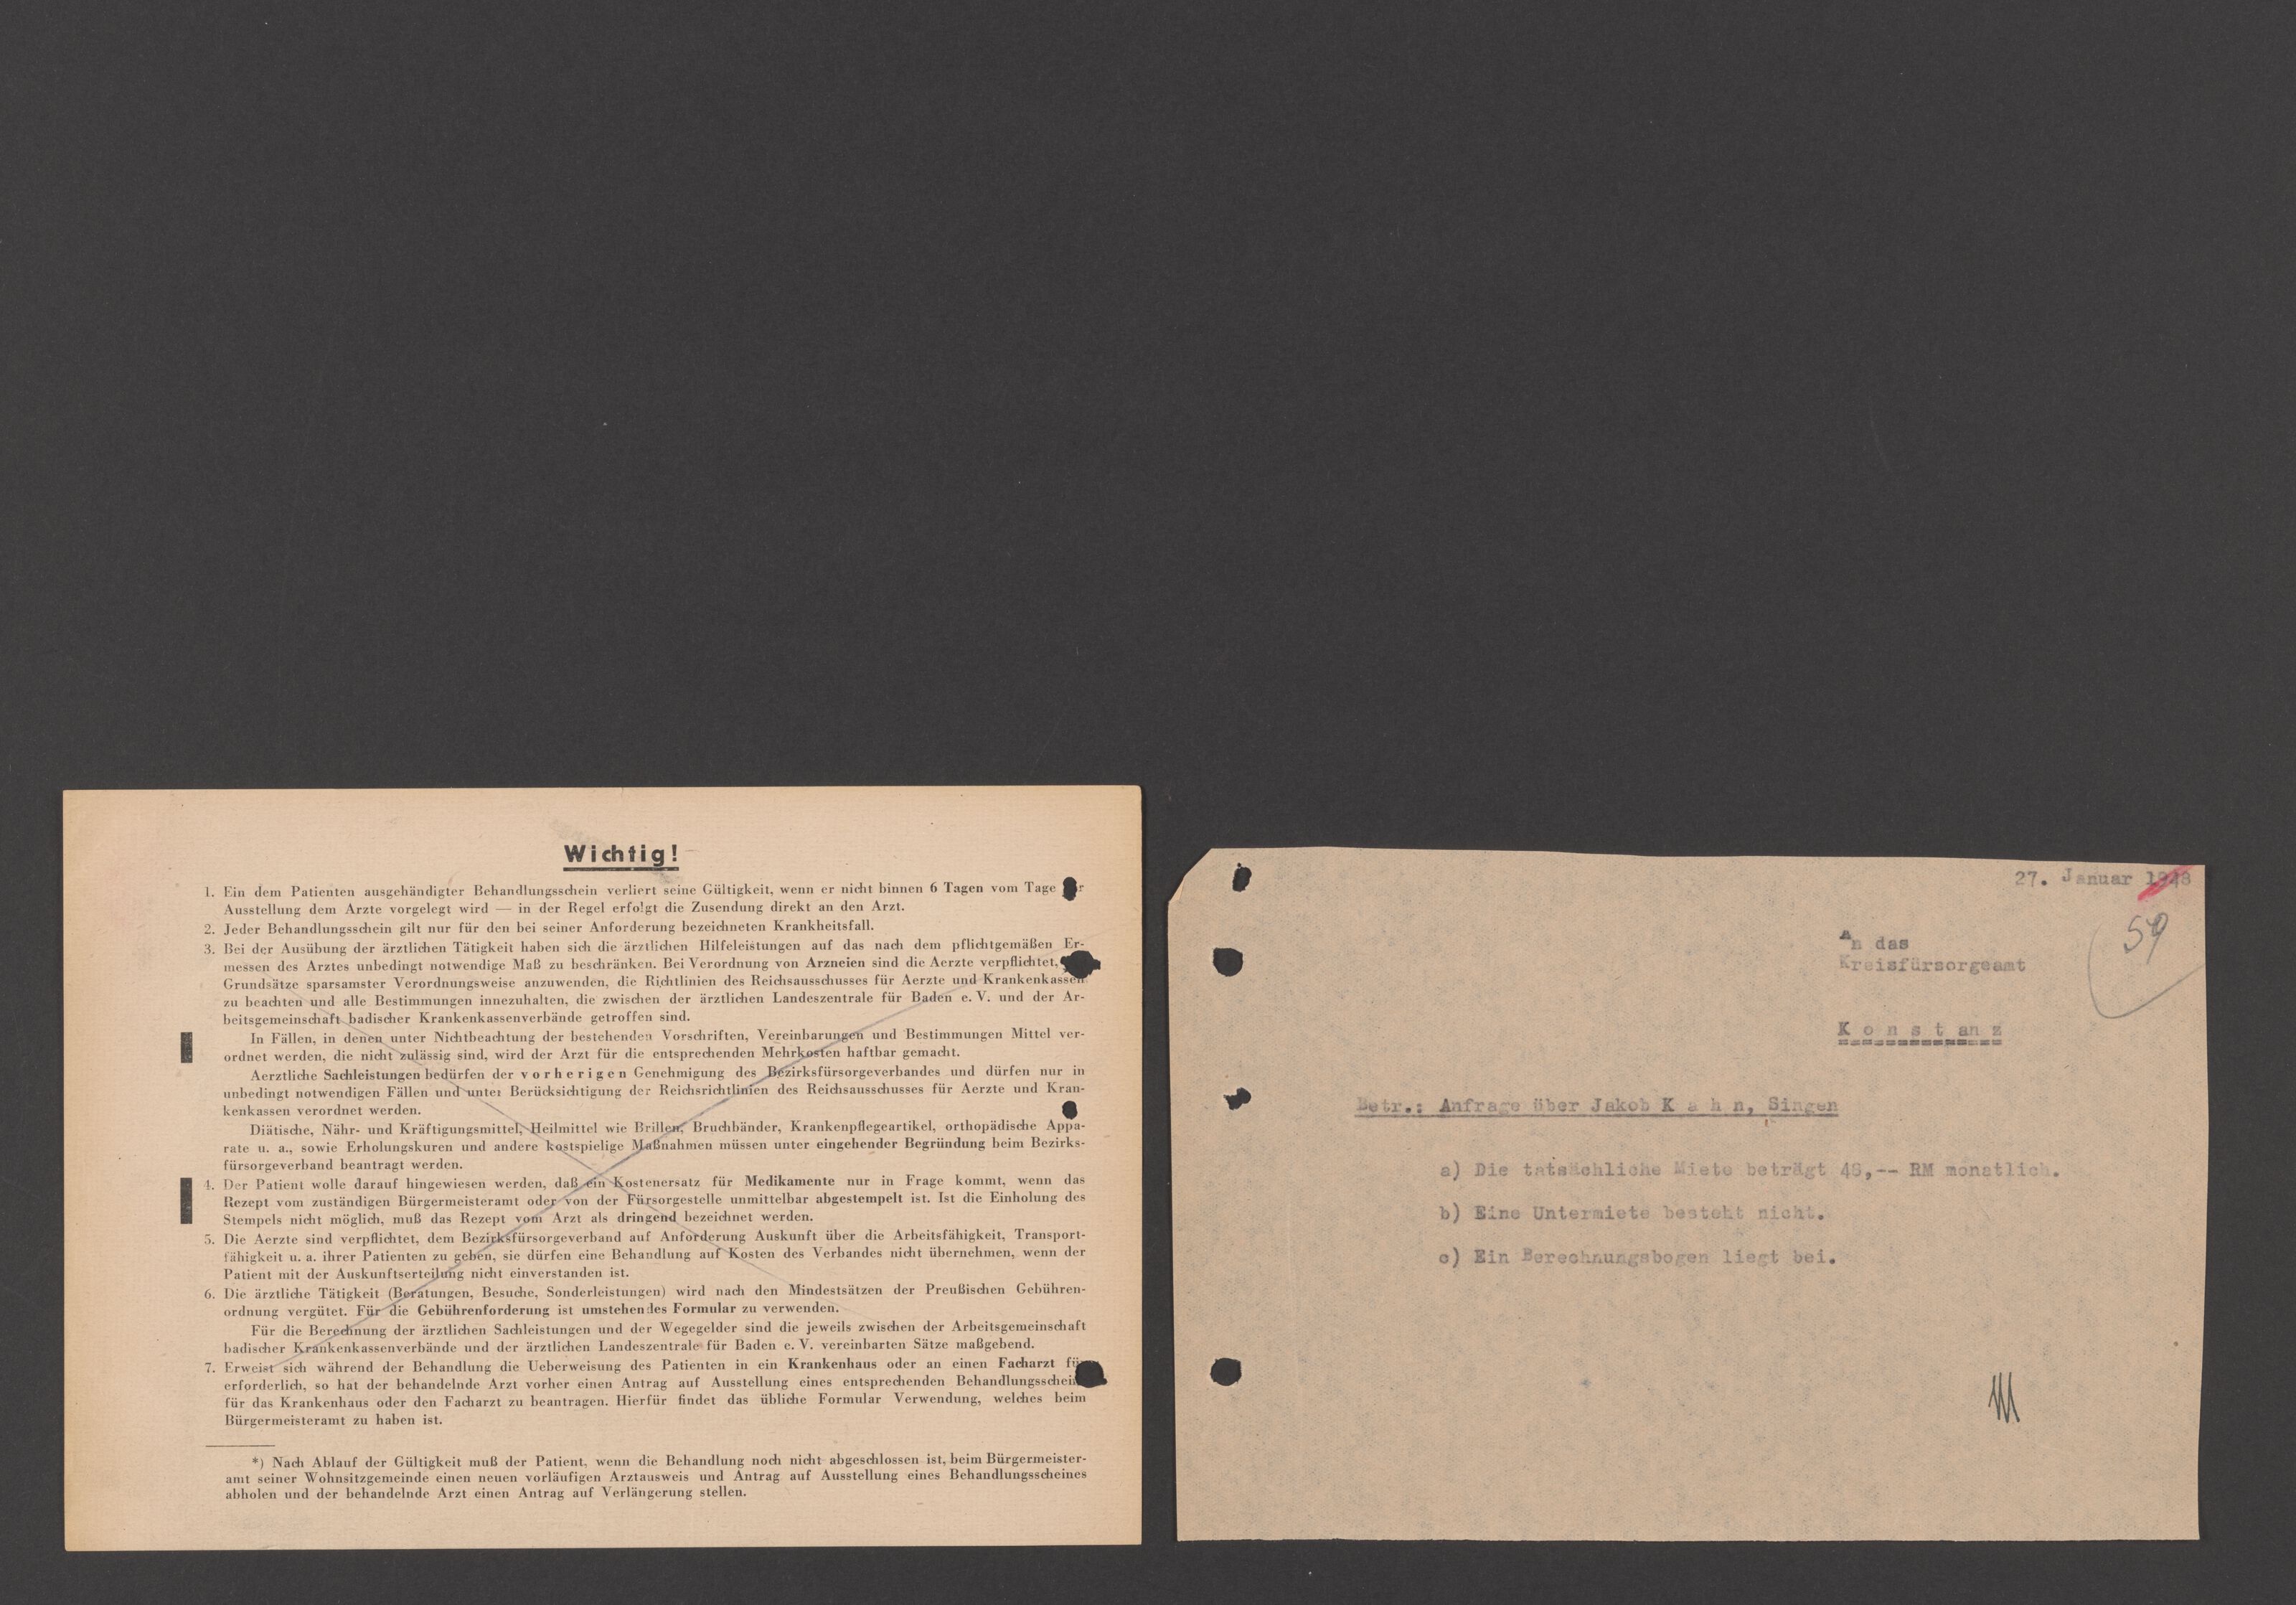 Wichtig!
1. Ein dem Patienten ausgehändigter Behandlungsschein verliert seine Gültigkeit, wenn er nicht binnen 6 Tagen vom Tage
Ausstellung dem Arzte vorgelegt wird — in der Regel erfolgt die Zusendung direkt an den Arzt.
2. Jeder Behandlungsschein gilt nur für den bei seiner Anforderung bezeichneten Krankheitsfall.
3. Bei der Ausübung der ärztlichen Tätigkeit haben sich die ärztlichen Hilfeleistungen auf das nach dem pflichtgemäßen Er-
messen des Arztes unbedingt notwendige Maß zu beschränken. Bei Verordnung von Arzneien sind die Aerzte verpflichtet,
Grundsätze sparsamster Verordnungsweise anzuwenden, die Richtlinien des Reichsausschusses für Aerzte und Krankenkassen
zu beachten und alle Bestimmungen innezuhalten, die zwischen der ärztlichen Landeszentrale für Baden e. V. und der Ar-
beitsgemeinschaft badischer Krankenkassenverbände getroffen sind.
In Fällen, in denen unter Nichtbeachtung der bestehenden Vorschriften, Vereinbarungen und Bestimmungen Mittel ver-
ordnet werden, die nicht zulässig sind, wird der Arzt für die entsprechenden Mehrkosten haftbar gemacht.
Aerztliche Sachleistungen bedürfen der vorherigen Genehmigung des Bezirksfürsorgeverbandes und dürfen nur in
unbedingt notwendigen Fällen und unter Berücksichtigung der Reichsrichtlinien des Reichsausschusses für Aerzte und Kran-
kenkassen verordnet werden.
Diätische, Nähr- und Kräftigungsmittel, Heilmittel wie Brillen, Bruchbänder, Krankenpflegeartikel, orthopädische Appa-
rate u. a., sowie Erholungskuren und andere kostspielige Maßnahmen müssen unter eingehender Begründung beim Bezirks-
fürsorgeverband beantragt werden.
4. Der Patient wolle darauf hingewiesen werden, daß ein Kostenersatz für Medikamente nur in Frage kommt, wenn das
Rezept vom zuständigen Bürgermeisteramt oder von der Fürsorgestelle unmittelbar abgestempelt ist. Ist die Einholung des
Stempels nicht möglich, muß das Rezept vom Arzt als dringend bezeichnet werden.
5. Die Aerzte sind verpflichtet, dem Bezirksfürsorgeverband auf Anforderung Auskunft über die Arbeitsfähigkeit, Transport-
fähigkeit u. a. ihrer Patienten zu geben, sie dürfen eine Behandlung auf Kosten des Verbandes nicht übernehmen, wenn der
Patient mit der Auskunftserteilung nicht einverstanden ist.
6. Die ärztliche Tätigkeit (Beratungen, Besuche, Sonderleistungen) wird nach den Mindestsätzen der Preußischen Gebühren-
ordnung vergütet. Für die Gebührenforderung ist umstehendes Formular zu verwenden.
Für die Berechnung der ärztlichen Sachleistungen und der Wegegelder sind die jeweils zwischen der Arbeitsgemeinschaft
badischer Krankenkassenverbände und der ärztlichen Landeszentrale für Baden e. V. vereinbarten Sätze maßgebend.
7. Erweist sich während der Behandlung die Ueberweisung des Patienten in ein Krankenhaus oder an einen Facharzt für
erforderlich, so hat der behandelnde Arzt vorher einen Antrag auf Ausstellung eines entsprechenden Behandlungsscheins
für das Krankenhaus oder den Facharzt zu beantragen. Hierfür findet das übliche Formular Verwendung, welches beim
Bürgermeisteramt zu haben ist.
*) Nach Ablauf der Gültigkeit muß der Patient, wenn die Behandlung noch nicht abgeschlossen ist, beim Bürgermeister-
amt seiner Wohnsitzgemeinde einen neuen vorläufigen Arztausweis und Antrag auf Ausstellung eines Behandlungsscheines
abholen und der behandelnde Arzt einen Antrag auf Verlängerung stellen.
27. Januar 1948
59
An das
Kreisfürsorgeamt
Konstanz
Betr.: Anfrage über Jakob K a h n, Singen
a) Die tatsächliche Miete beträgt 48,-- RM monatlich.
b) Eine Untermiete besteht nicht.
c) Ein Berechnungsbogen liegt bei.